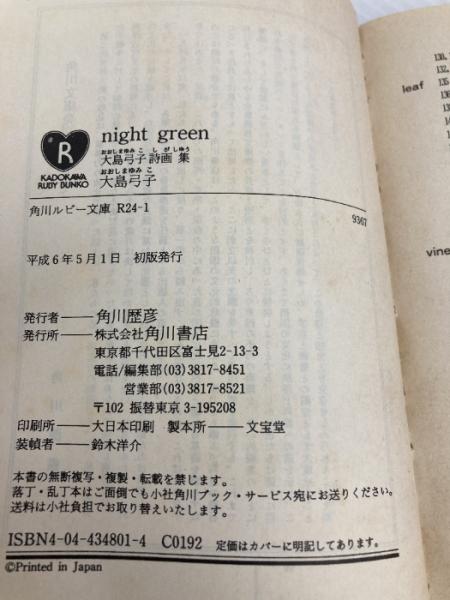 R
KADOKAWA
RUBY BUNKO
night green
おおしまゆみこ しがしゅう
大島弓子詩画集
おおしまゆみこ
大島弓子
角川ルビー文庫 R24-1
9367
平成6年5月1日 初版発行
発行者──角川歴彦
発行所──株式会社角川書店
東京都千代田区富士見2-13-3
電話/編集部(03)3817-8451
営業部(03)3817-8521
〒102 振替東京3-195208
印刷所──大日本印刷 製本所──文宝堂
装幀者──鈴木洋介
本書の無断複写・複製・転載を禁じます。
落丁・乱丁本はご面倒でも小社角川ブック・サービス宛にお送りください。
送料は小社負担でお取り替えいたします。
ISBN4-04-434801-4 C0192 定価はカバーに明記してあります。
©Printed in Japan
130.
132.
leaf
135
136
vine